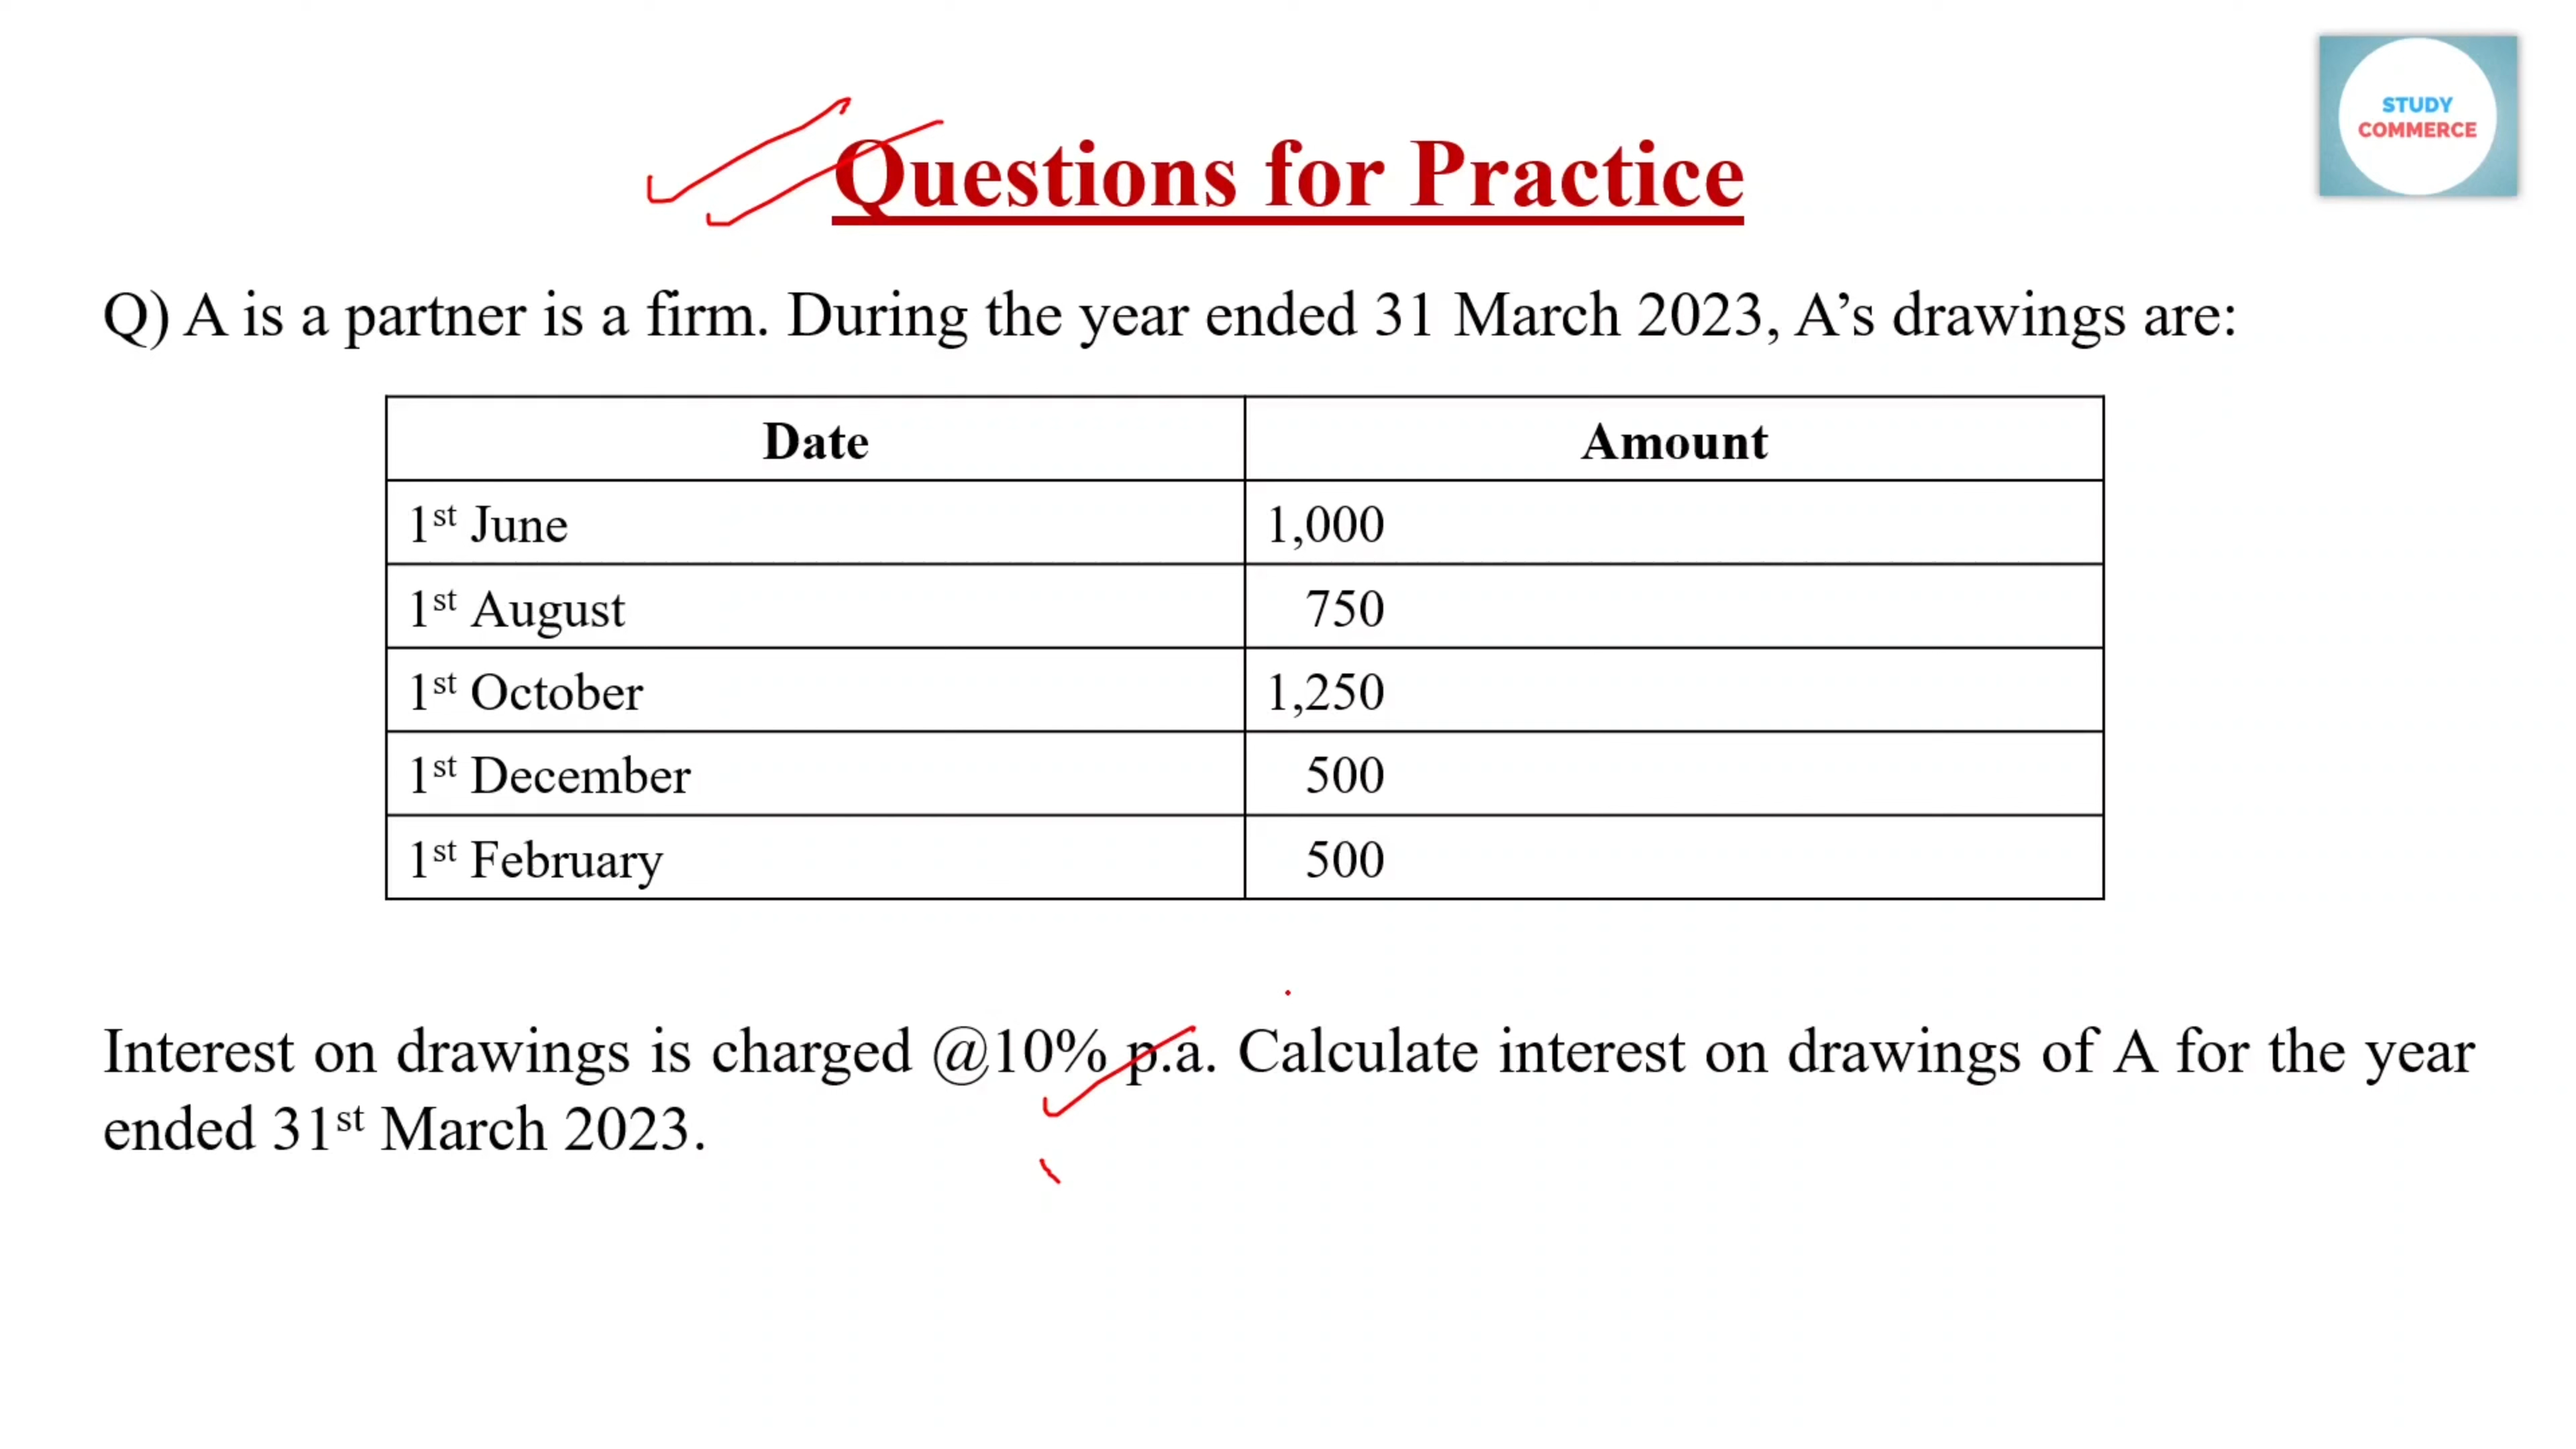 STUDY
COMMERCE
Questions for Practice
Q) A is a partner is a firm. During the year ended 31 March 2023, A’s drawings are:
Date Amount
1st June 1,000
1st August 750
1st October 1,250
1st December 500
1st February 500
Interest on drawings is charged @10% p.a. Calculate interest on drawings of A for the year
ended 31st March 2023.